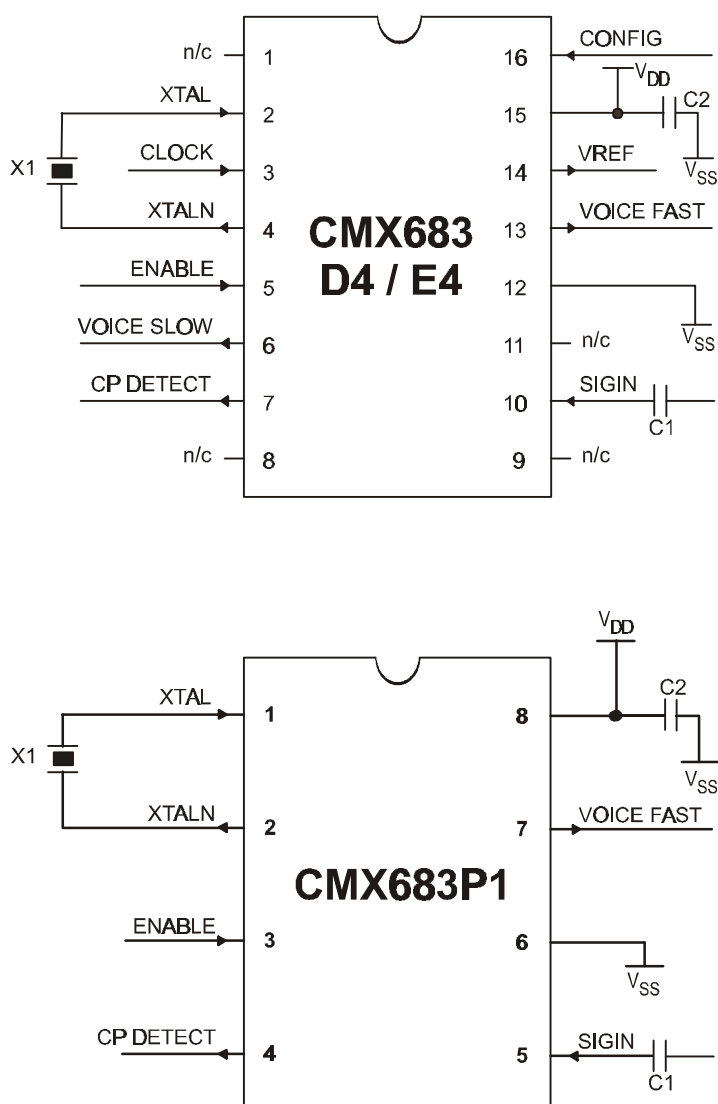 n/c 1 16 CONFIG
VDD
XTAL 2 15 C2
X1 CLOCK 3 14 VREF VSS
XTALN 4 13 VOICE FAST
CMX683
D4 / E4
ENABLE 5 12
VOICE SLOW 6 11 n/c VSS
CP DETECT 7 10 SIGIN
C1
n/c 8 9 n/c
VDD
XTAL 1 8 C2
X1 VSS
XTALN 2 7 VOICE FAST
CMX683P1
ENABLE 3 6
VSS
CP DETECT 4 5 SIGIN
C1